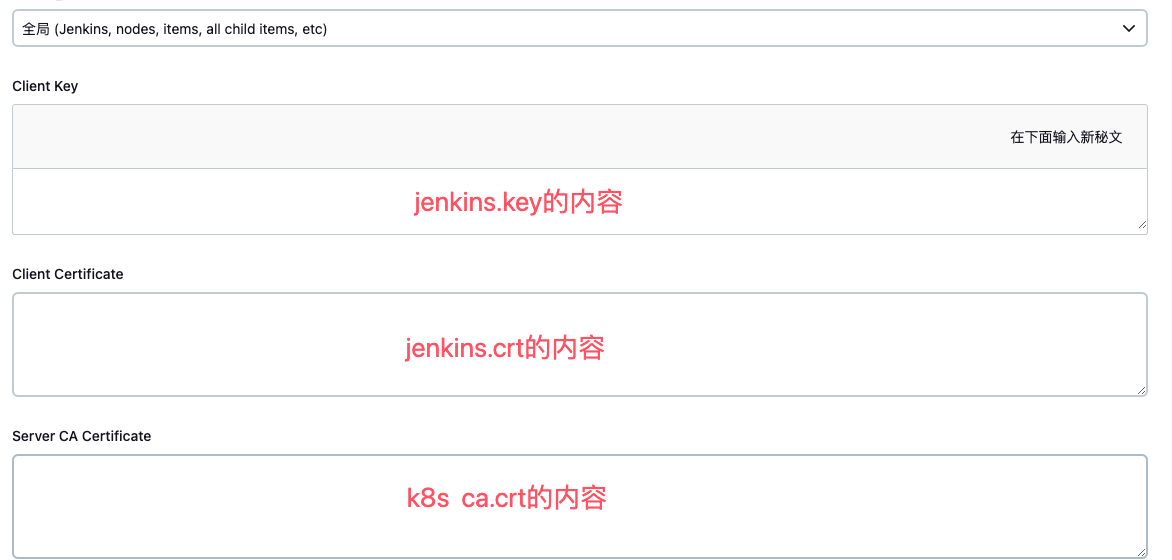 全局 (Jenkins, nodes, items, all child items, etc)
Client Key
在下面输入新秘文
jenkins.key的内容
Client Certificate
jenkins.crt的内容
Server CA Certificate
k8s ca.crt的内容